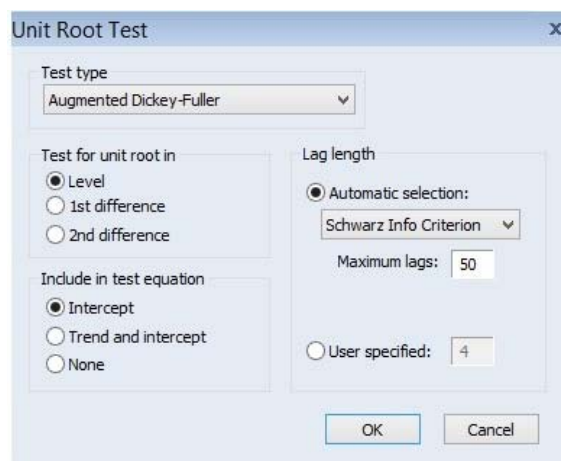 Unit Root Test
x
Test type
Augmented Dickey-Fuller
Test for unit root in
Level
1st difference
2nd difference
Include in test equation
Intercept
Trend and intercept
None
Lag length
Automatic selection:
Schwarz Info Criterion
Maximum lags: 50
User specified: 4
OK Cancel